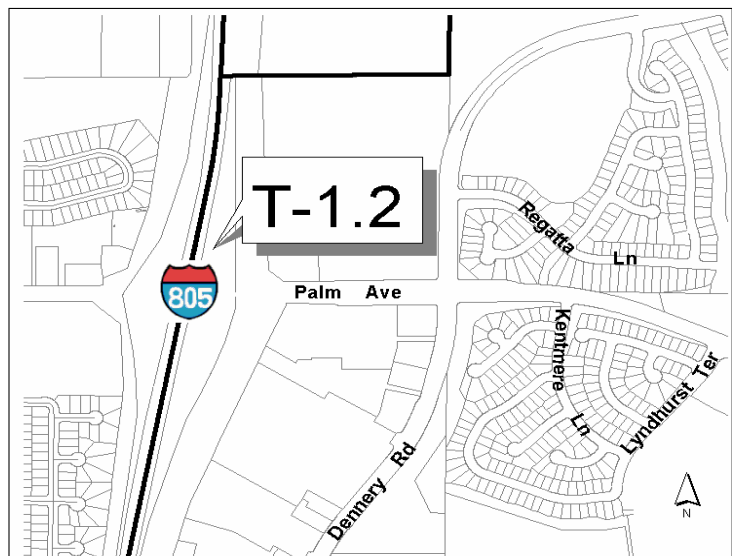 T-1.2
Regatta
Ln
805
Palm Ave
Kentmere
Ln
Lyndhurst Ter
Dennery Rd
N